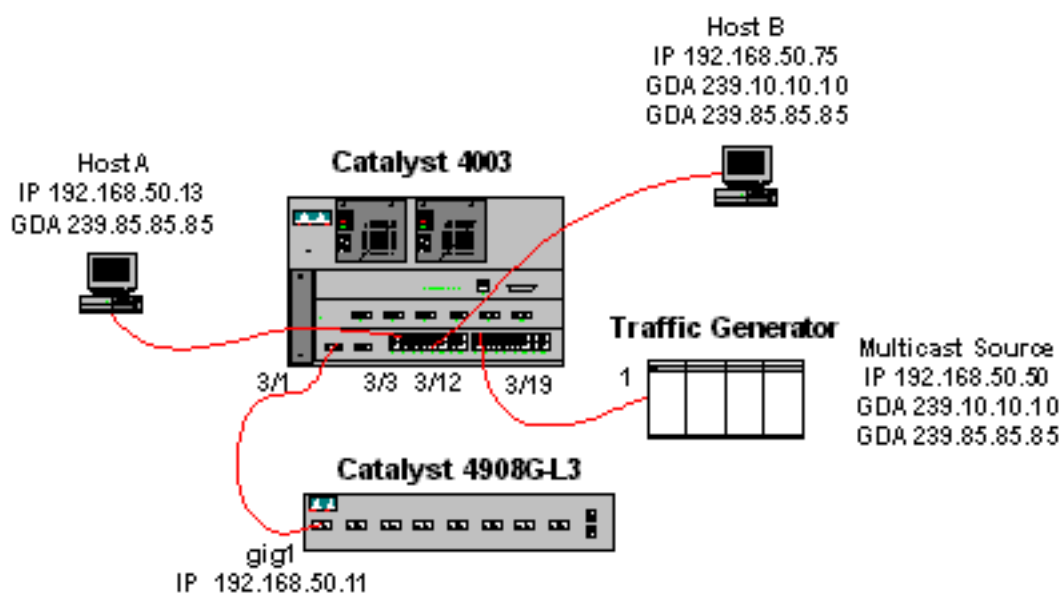 Host B
IP 192.168.50.75
GDA 239.10.10.10
GDA 239.85.85.85
Host A
IP 192.168.50.13
GDA 239.85.85.85
Catalyst 4003
3/1
3/3
3/12
3/19
Traffic Generator
1
Multicast Source
IP 192.168.50.50
GDA 239.10.10.10
GDA 239.85.85.85
Catalyst 4908G-L3
gig1
IP 192.168.50.11